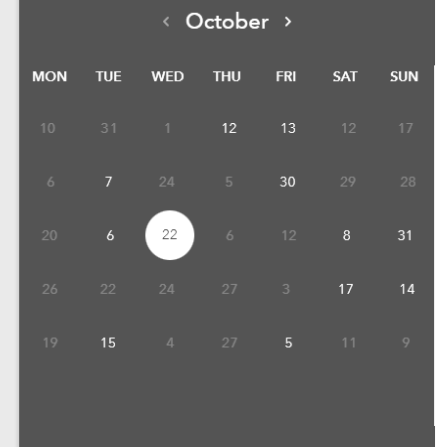 ‹ October ›
MON TUE WED THU FRI SAT SUN
10 31 1 12 13 12 17
6 7 24 5 30 29 28
20 6 22 6 12 8 31
26 22 24 27 3 17 14
19 15 4 27 5 11 9